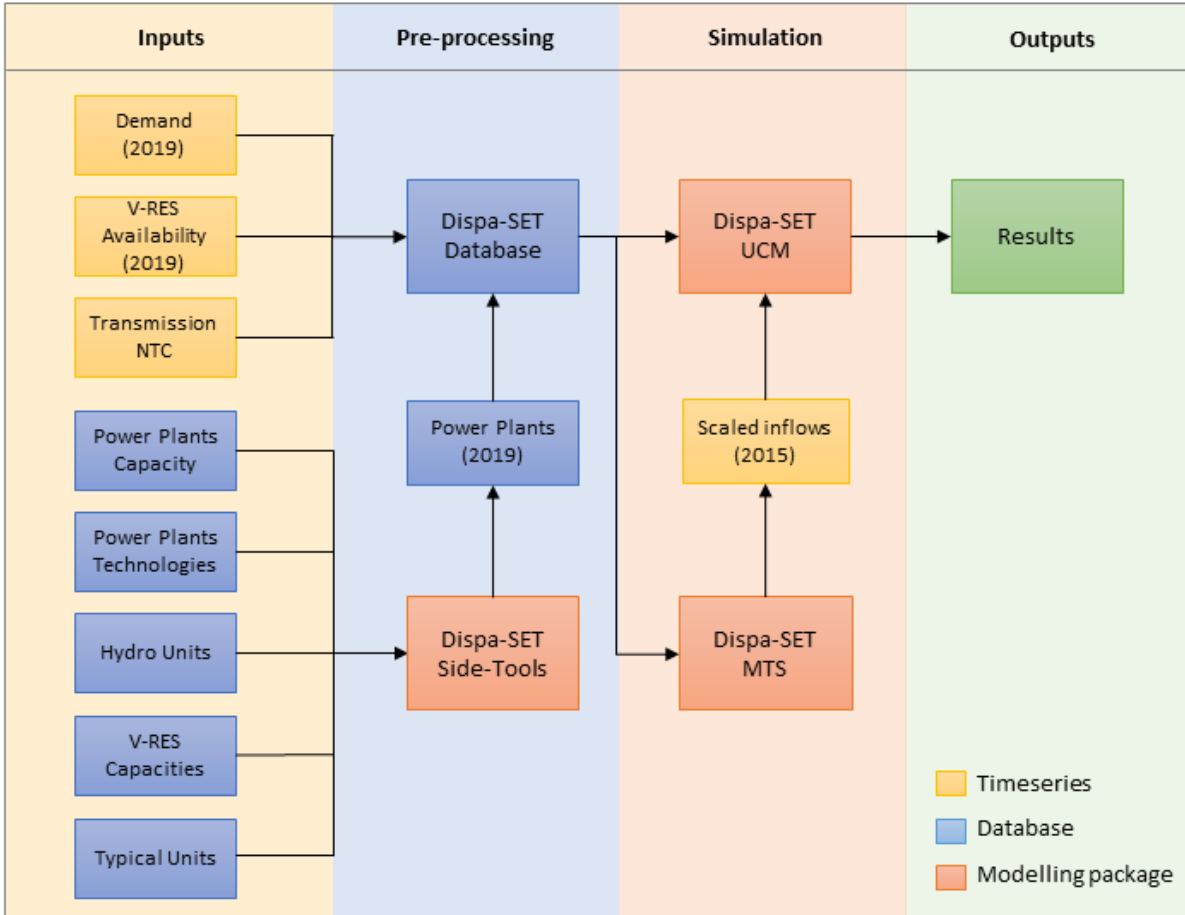 Inputs
Pre-processing
Simulation
Outputs
Demand
(2019)
V-RES
Availability
(2019)
Transmission
NTC
Power Plants
Capacity
Power Plants
Technologies
Hydro Units
V-RES
Capacities
Typical Units
Dispa-SET
Database
Power Plants
(2019)
Dispa-SET
Side-Tools
Dispa-SET
UCM
Scaled inflows
(2015)
Dispa-SET
MTS
Results
Timeseries
Database
Modelling package